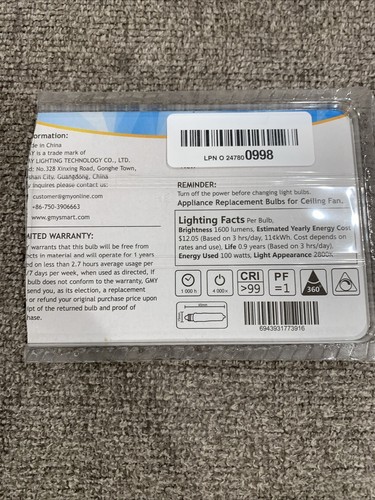 ormation:
de in China
Y is a trade mark of
Y LIGHTING TECHNOLOGY CO., LTD.
d: No.328 Xinxing Road, Gonghe Town,
shan City, Guangdong, China
y inquires please contact us:
customer@gmyonline.com
+86-750-3906663
www.gmysmart.com
ITED WARRANTY:
warrants that this bulb will be free from
cts in material and will operate for 1 years
d on less than 2.7 hours average usage per
/7 days per week, when used as directed, If
bulb does not conform to the warranty, GMY
send you, as its election, a replacement
or refund your original purchase price upon
pt of the returned bulb and proof of
hase.
LPN O 24780 0998
REMINDER:
Turn off the power before changing light bulbs.
Appliance Replacement Bulbs for Ceiling Fan.
Lighting Facts Per Bulb,
Brightness 1600 lumens, Estimated Yearly Energy Cost
$12.05 (Based on 3 hrs/day, 11¢/kWh. Cost depends on
rates and use), Life 0.9 years (Based on 3 hrs/day).
Energy Used 100 watts, Light Appearance 2800K
1 000 h
4 000×
CRI
>99
PF
=1
360
6943931773916